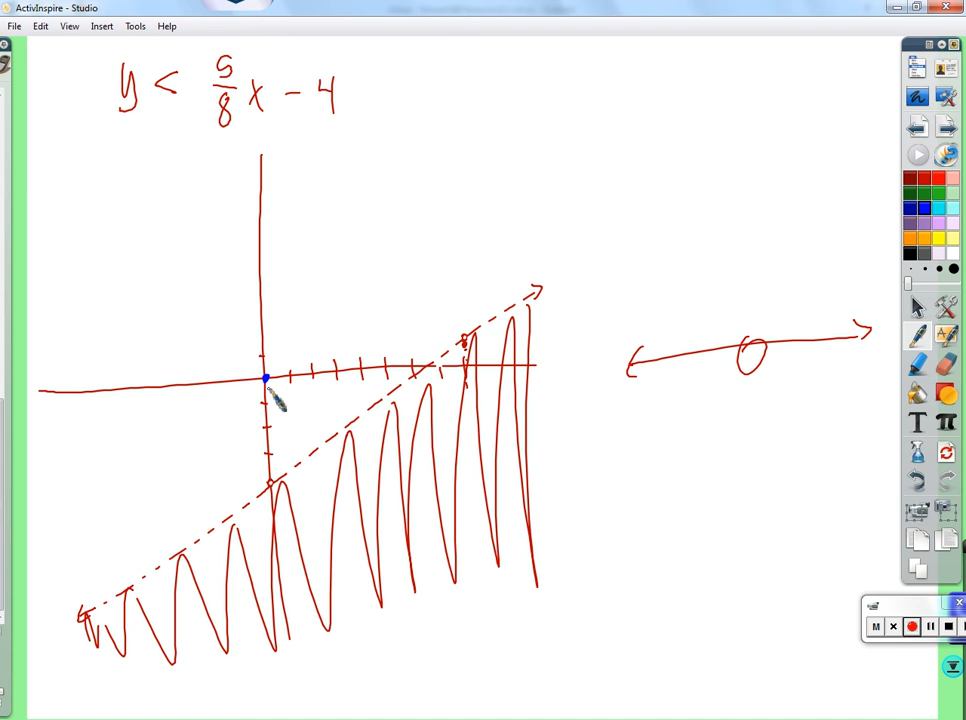 ActivInspire - Studio
File Edit View Insert Tools Help
y < 5/8 x - 4
M